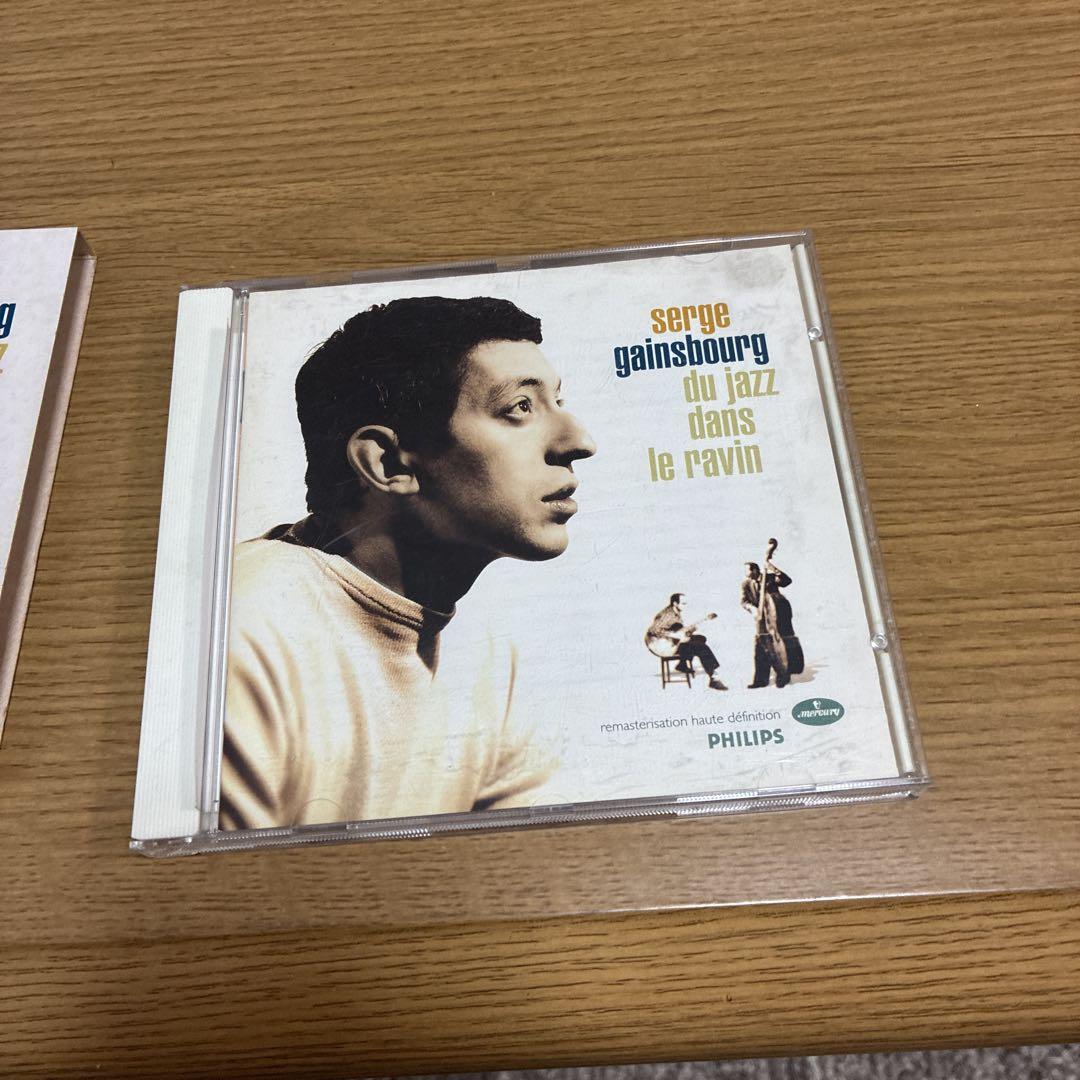 serge
gainsbourg
du jazz
dans
le ravin
remasterisation haute définition
mercury
PHILIPS
g
z